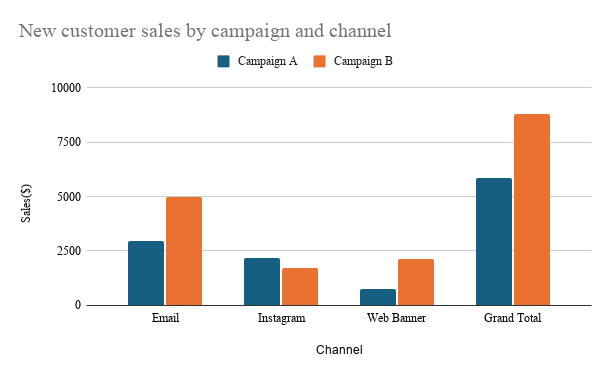 New customer sales by campaign and channel
Campaign A Campaign B
10000
7500
5000
2500
0
Sales($)
Email Instagram Web Banner Grand Total
Channel